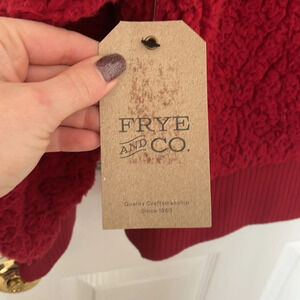 FRYE
AND CO.
Quality Craftsmanship
Since 1863